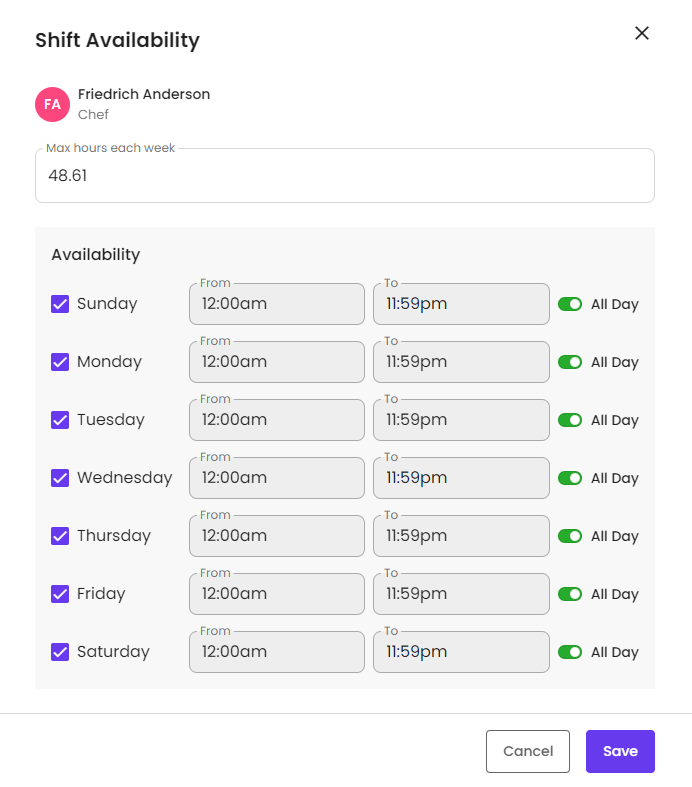 Shift Availability
FA
Friedrich Anderson
Chef
Max hours each week
48.61
Availability
From To
Sunday 12:00am 11:59pm All Day
From To
Monday 12:00am 11:59pm All Day
From To
Tuesday 12:00am 11:59pm All Day
From To
Wednesday 12:00am 11:59pm All Day
From To
Thursday 12:00am 11:59pm All Day
From To
Friday 12:00am 11:59pm All Day
From To
Saturday 12:00am 11:59pm All Day
Cancel Save